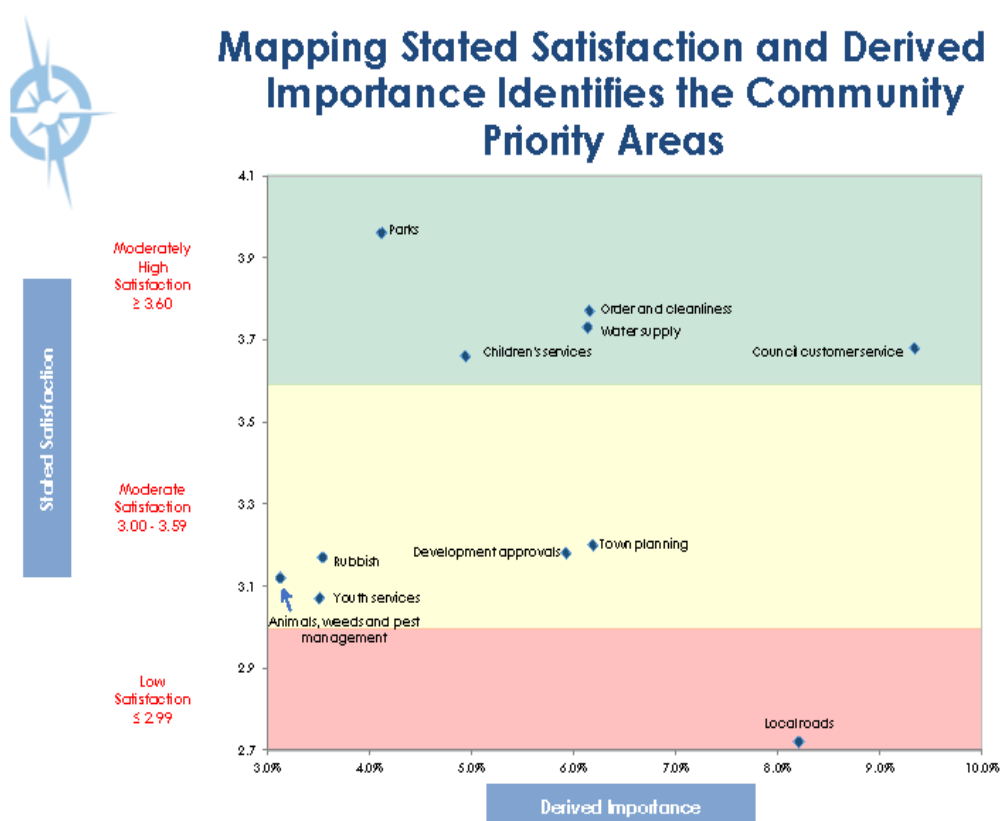 Mapping Stated Satisfaction and Derived
Importance Identifies the Community
Priority Areas
4.1
3.9
3.7
3.5
3.3
3.1
2.9
2.7
Moderately
High
Satisfaction
≥ 3.60
Moderate
Satisfaction
3.00 - 3.59
Low
Satisfaction
≤ 2.99
Stated Satisfaction
Parks
Order and cleanliness
Water supply
Children's services
Council customer service
Development approvals
Town planning
Rubbish
Youth services
Animals, weeds and pest
management
Local roads
3.0%
4.0%
5.0%
6.0%
7.0%
8.0%
9.0%
10.0%
Derived Importance